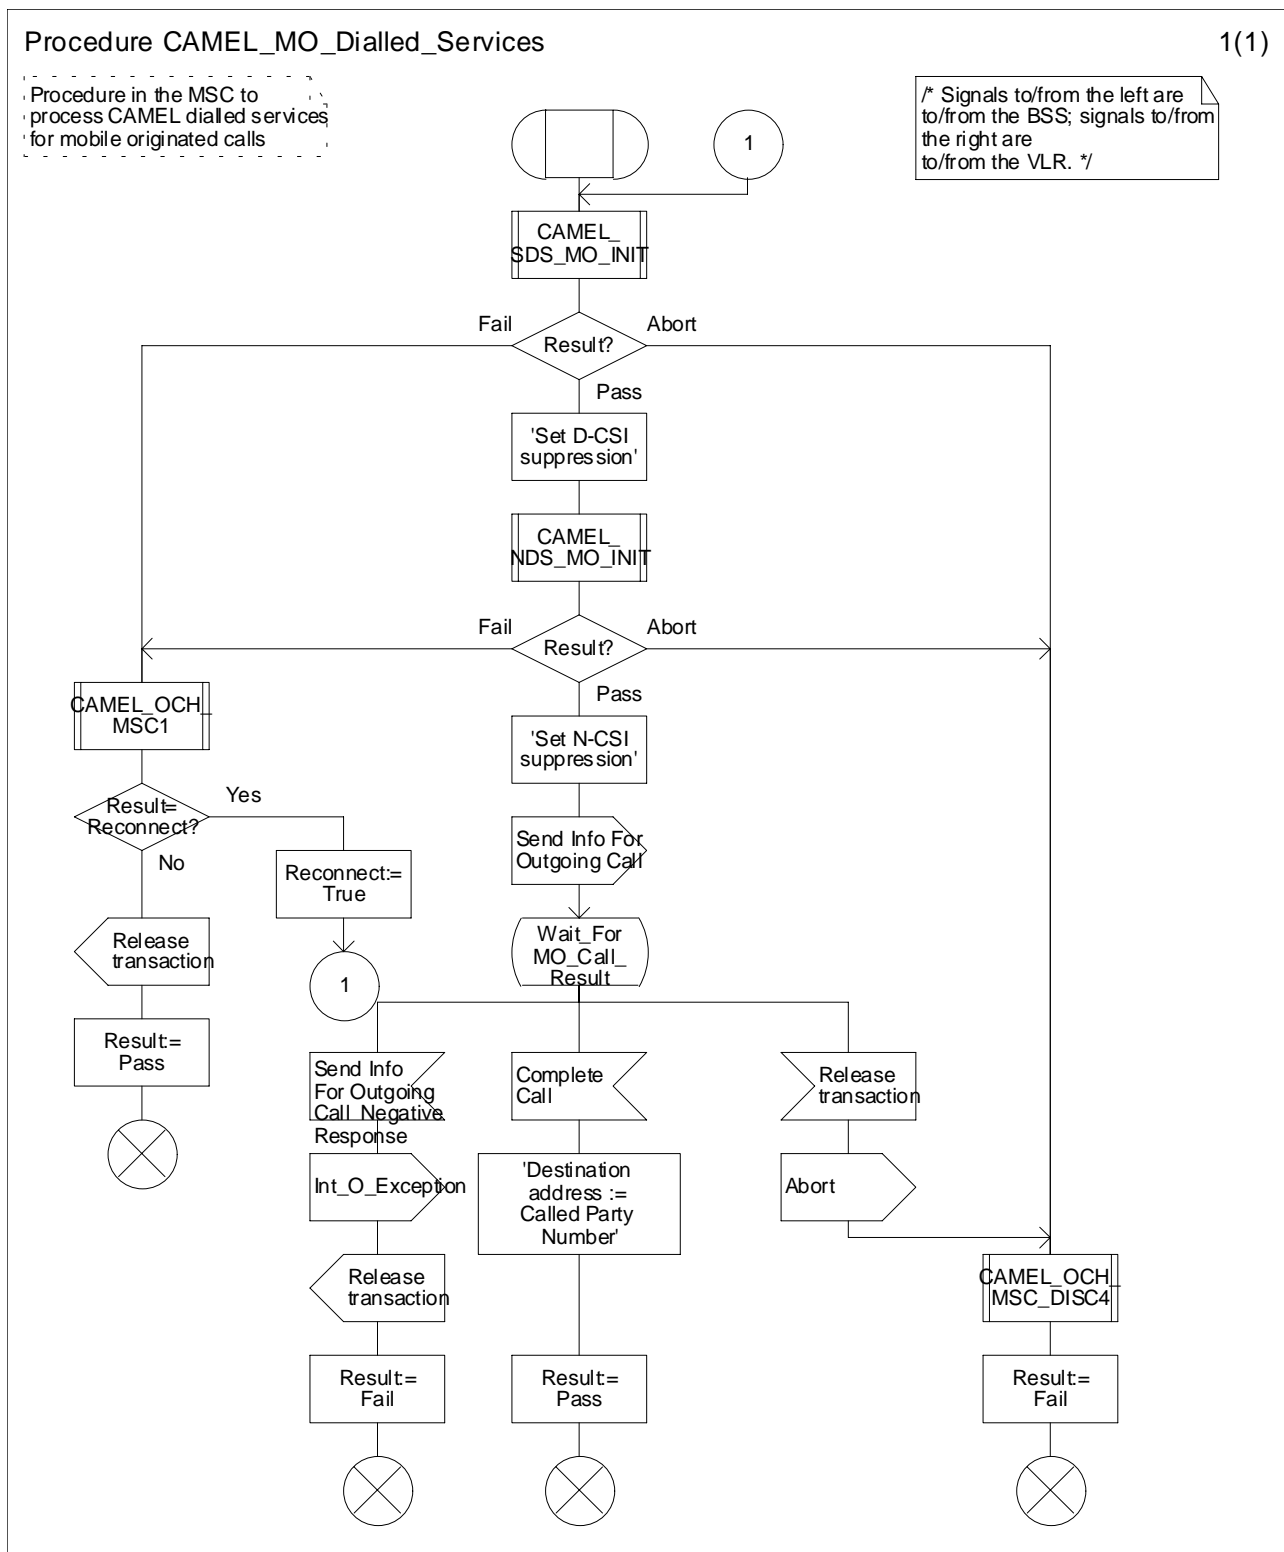 Procedure CAMEL_MO_Dialled_Services
1(1)
Procedure in the MSC to
process CAMEL dialled services
for mobile originated calls
/* Signals to/from the left are
to/from the BSS; signals to/from
the right are
to/from the VLR. */
1
CAMEL_
SDS_MO_INIT
Fail
Abort
Result?
Pass
'Set D-CSI
suppression'
CAMEL_
NDS_MO_INIT
Fail
Abort
Result?
Pass
CAMEL_OCH_
MSC1
'Set N-CSI
suppression'
Result=
Reconnect?
Yes
No
Send Info For
Outgoing Call
Reconnect:=
True
Release
transaction
Wait_For
MO_Call_
Result
1
Result:=
Pass
Send Info
For Outgoing
Call Negative
Response
Complete
Call
Release
transaction
Int_O_Exception
'Destination
address :=
Called Party
Number'
Abort
Release
transaction
CAMEL_OCH_
MSC_DISC4
Result:=
Fail
Result:=
Pass
Result:=
Fail